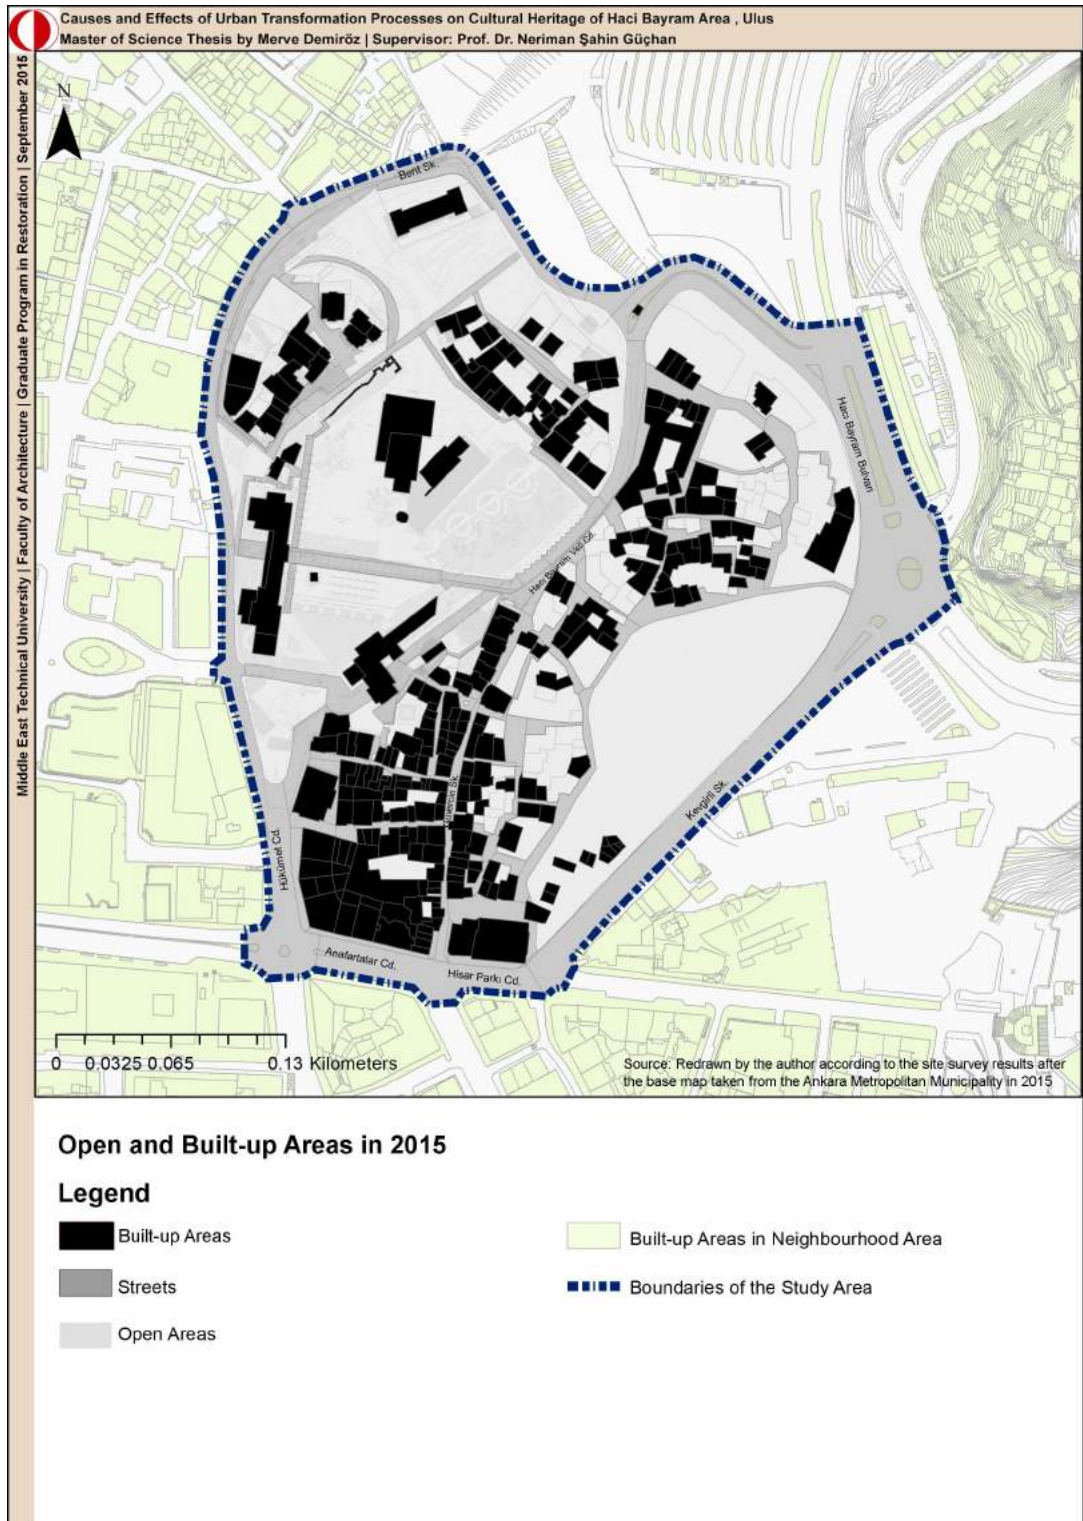 Causes and Effects of Urban Transformation Processes on Cultural Heritage of Haci Bayram Area , Ulus
Master of Science Thesis by Merve Demiröz | Supervisor: Prof. Dr. Neriman Şahin Güçhan
Middle East Technical University | Faculty of Architecture | Graduate Program in Restoration | September 2015
N
Bent Sk.
Hacı Bayram Bulvarı
Hacı Bayram Veli Cd.
Kevgirli Sk.
Sk.
Hükümet Cd.
Anafartalar Cd.
Hisar Parkı Cd.
0 0.0325 0.065 0.13 Kilometers
Source: Redrawn by the author according to the site survey results after
the base map taken from the Ankara Metropolitan Municipality in 2015
Open and Built-up Areas in 2015
Legend
Built-up Areas
Built-up Areas in Neighbourhood Area
Streets
Boundaries of the Study Area
Open Areas